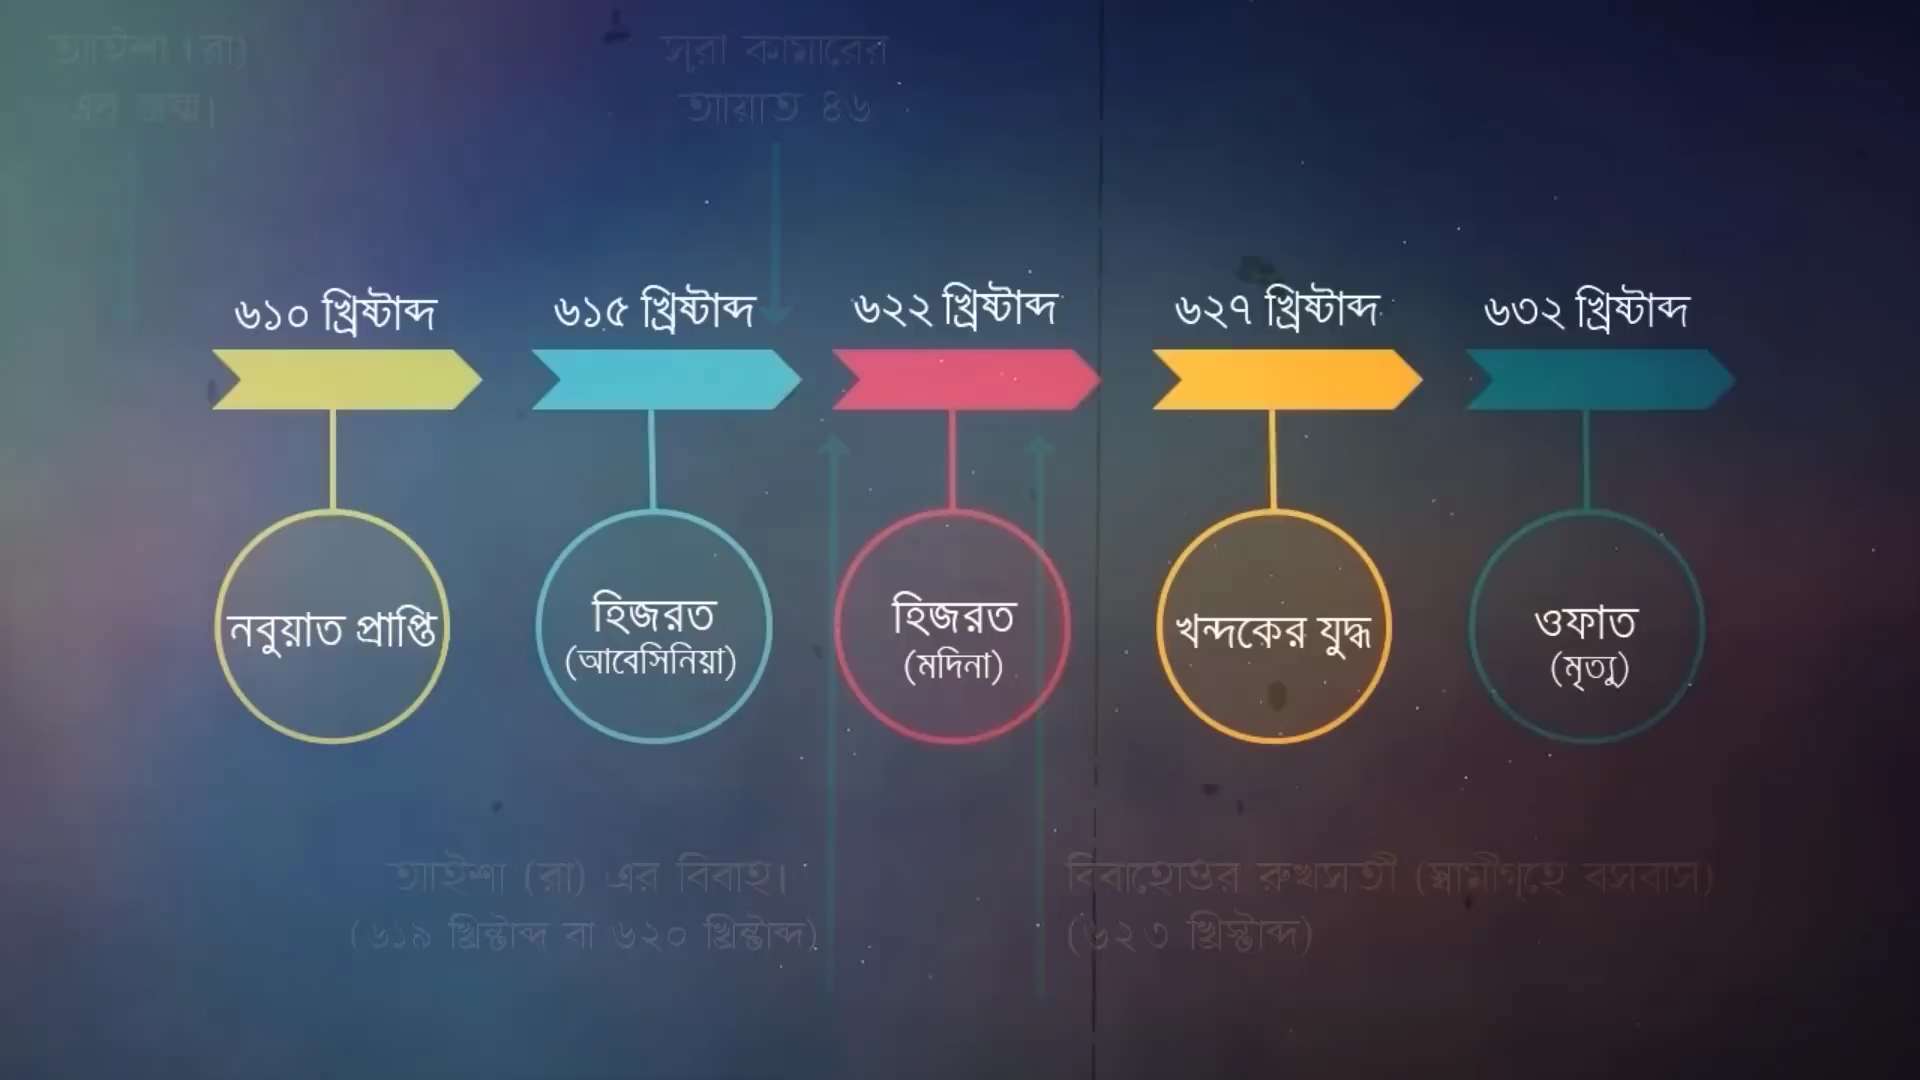 আইশা (রা)
এর জন্ম।
সূরা কামারের
আয়াত ৪৬
৬১০ খ্রিষ্টাব্দ
৬১৫ খ্রিষ্টাব্দ
৬২২ খ্রিষ্টাব্দ
৬২৭ খ্রিষ্টাব্দ
৬৩২ খ্রিষ্টাব্দ
নবুয়াত প্রাপ্তি
হিজরত
(আবেসিনিয়া)
হিজরত
(মদিনা)
খন্দকের যুদ্ধ
ওফাত
(মৃত্যু)
আইশা (রা) এর বিবাহ।
(৬১৯ খ্রিষ্টাব্দ বা ৬২০ খ্রিষ্টাব্দ)
বিবাহোত্তর রুখসতী (স্বামীগৃহে বসবাস)
(৬২৩ খ্রিস্টাব্দ)